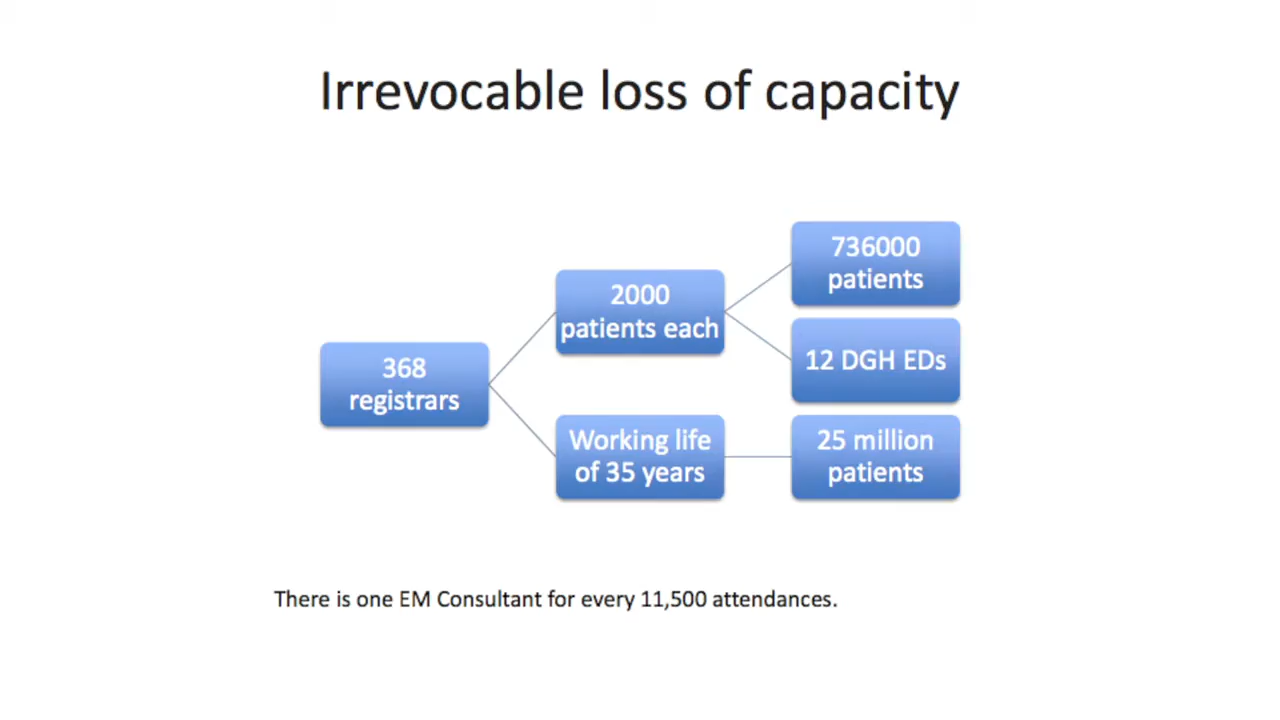 Irrevocable loss of capacity
368
registrars
2000
patients each
736000
patients
12 DGH EDs
Working life
of 35 years
25 million
patients
There is one EM Consultant for every 11,500 attendances.